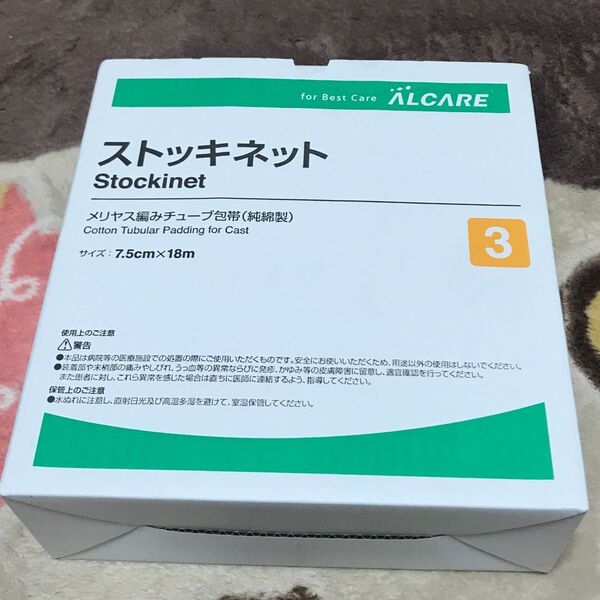 for Best Care ALCARE
ストッキネット
Stockinet
メリヤス編みチューブ包帯(純綿製)
Cotton Tubular Padding for Cast
サイズ:7.5cm×18m
3
使用上のご注意
⚠警告
●本品は病院等の医療施設での処置の際にご使用いただくものです。安全にお使いいただくため、用途以外の使用はしないでください。
●装着部や末梢部の痛みやしびれ、うっ血等の異常ならびに発疹、かゆみ等の皮膚障害に留意し、適宜確認を行ってください。
また患者に対し、これら異常を感じた場合は直ちに医師に連絡するよう、指導してください。
保管上のご注意
●水ぬれに注意し、直射日光及び高温多湿を避けて、室温保管してください。